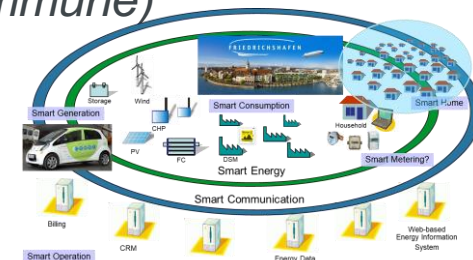 mmune)
FRIEDRICHSHAFEN
Storage
Wind
Smart Generation
Smart Consumption
Smart Home
CHP
Household
PV
FC
DSM
Smart Metering?
Smart Energy
Smart Communication
Billing
CRM
Energy Data
Web-based
Energy Information
System
Smart Operation